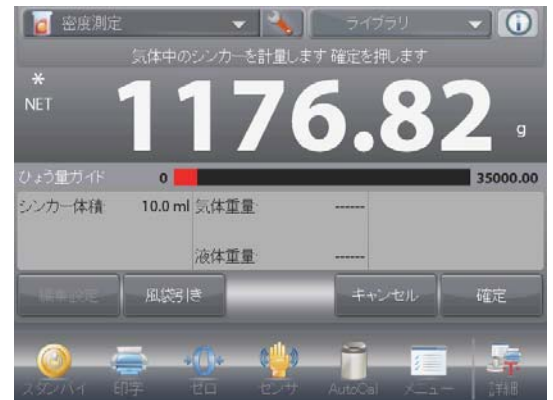 密度測定 ライブラリ
気体中のシンカーを計量します 確定を押します
*
NET 1176.82 g
ひょう量ガイド 0 35000.00
シンカー体積: 10.0 ml 気体重量: ------
液体重量: ------
編集設定 風袋引き キャンセル 確定
スタンバイ 印字 ゼロ センサ AutoCal メニュー 詳細